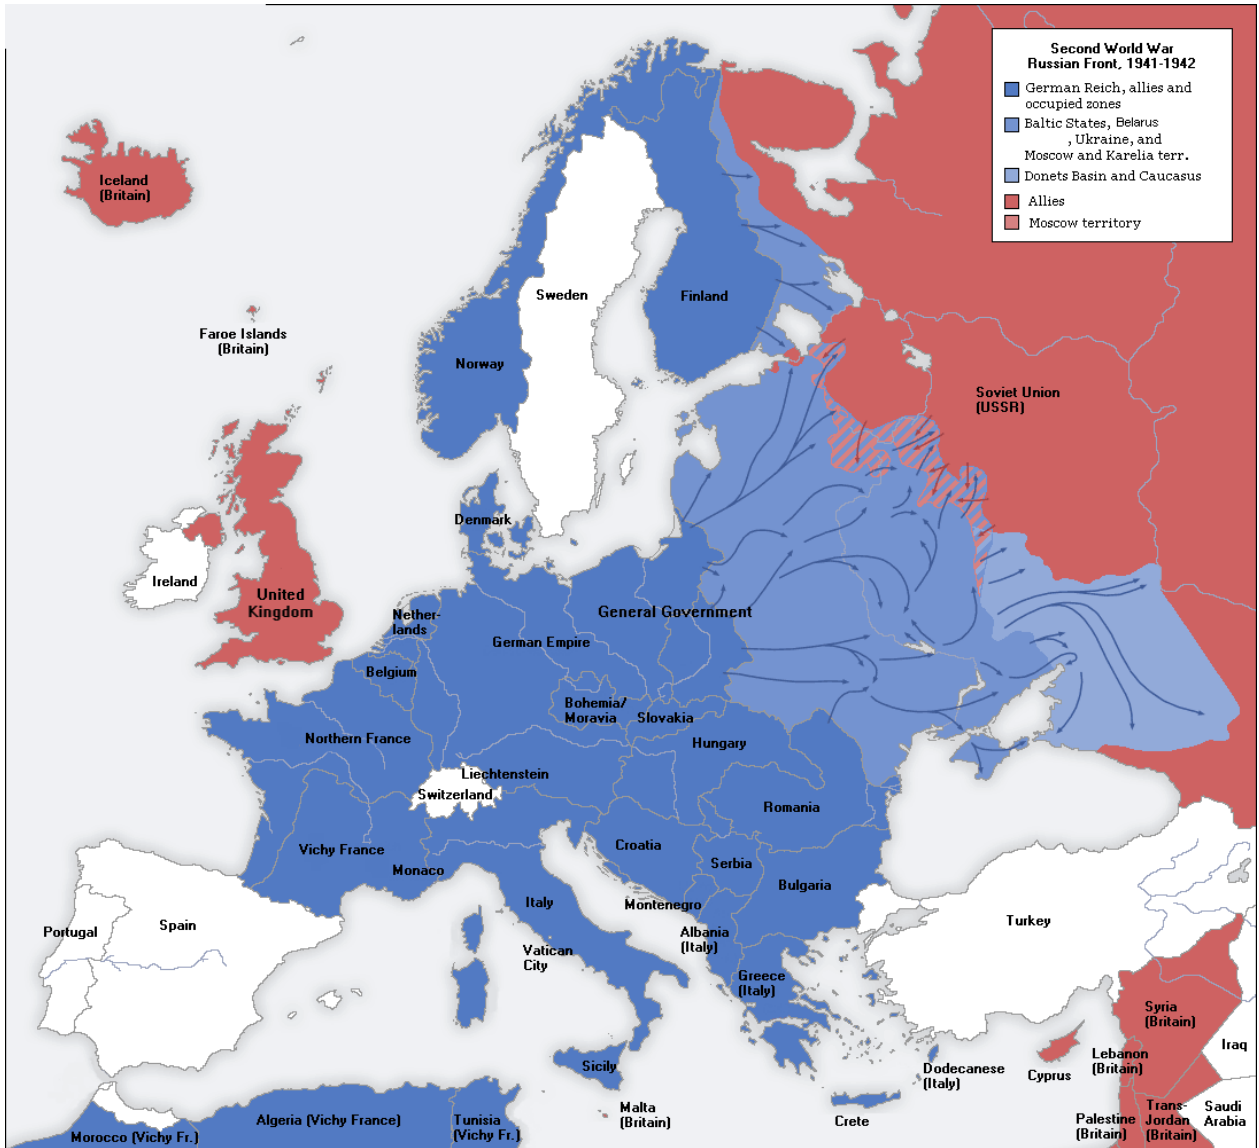 Second World War
Russian Front, 1941-1942
German Reich, allies and
occupied zones
Baltic States, Belarus
, Ukraine, and
Moscow and Karelia terr.
Donets Basin and Caucasus
Allies
Moscow territory
Iceland
(Britain)
Faroe Islands
(Britain)
Sweden
Finland
Norway
Soviet Union
(USSR)
Denmark
Ireland
United
Kingdom
Nether-
lands
General Government
German Empire
Belgium
Bohemia/
Moravia
Slovakia
Northern France
Hungary
Liechtenstein
Switzerland
Romania
Vichy France
Croatia
Monaco
Serbia
Bulgaria
Italy
Montenegro
Portugal
Spain
Turkey
Albania
(Italy)
Vatican
City
Greece
(Italy)
Syria
(Britain)
Iraq
Sicily
Dodecanese
(Italy)
Cyprus
Lebanon
(Britain)
Malta
(Britain)
Crete
Palestine
(Britain)
Trans-
Jordan
(Britain)
Saudi
Arabia
Algeria (Vichy France)
Tunisia
(Vichy Fr.)
Morocco (Vichy Fr.)